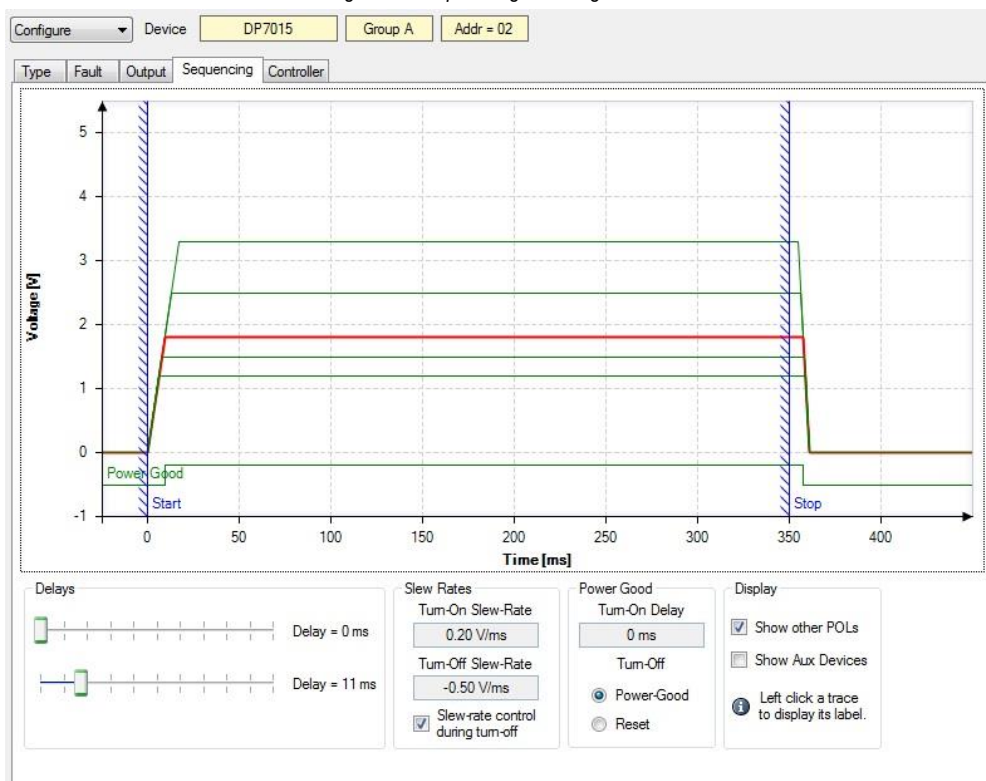 Configure Device DP7015 Group A Addr = 02
Type Fault Output Sequencing Controller
5
4
3
2
1
0
-1
Voltage [V]
Power-Good
Start
Stop
0 50 100 150 200 250 300 350 400
Time [ms]
Delays
Delay = 0 ms
Delay = 11 ms
Slew Rates
Turn-On Slew-Rate
0.20 V/ms
Turn-Off Slew-Rate
-0.50 V/ms
Slew-rate control
during turn-off
Power Good
Turn-On Delay
0 ms
Turn-Off
Power-Good
Reset
Display
Show other POLs
Show Aux Devices
Left click a trace
to display its label.